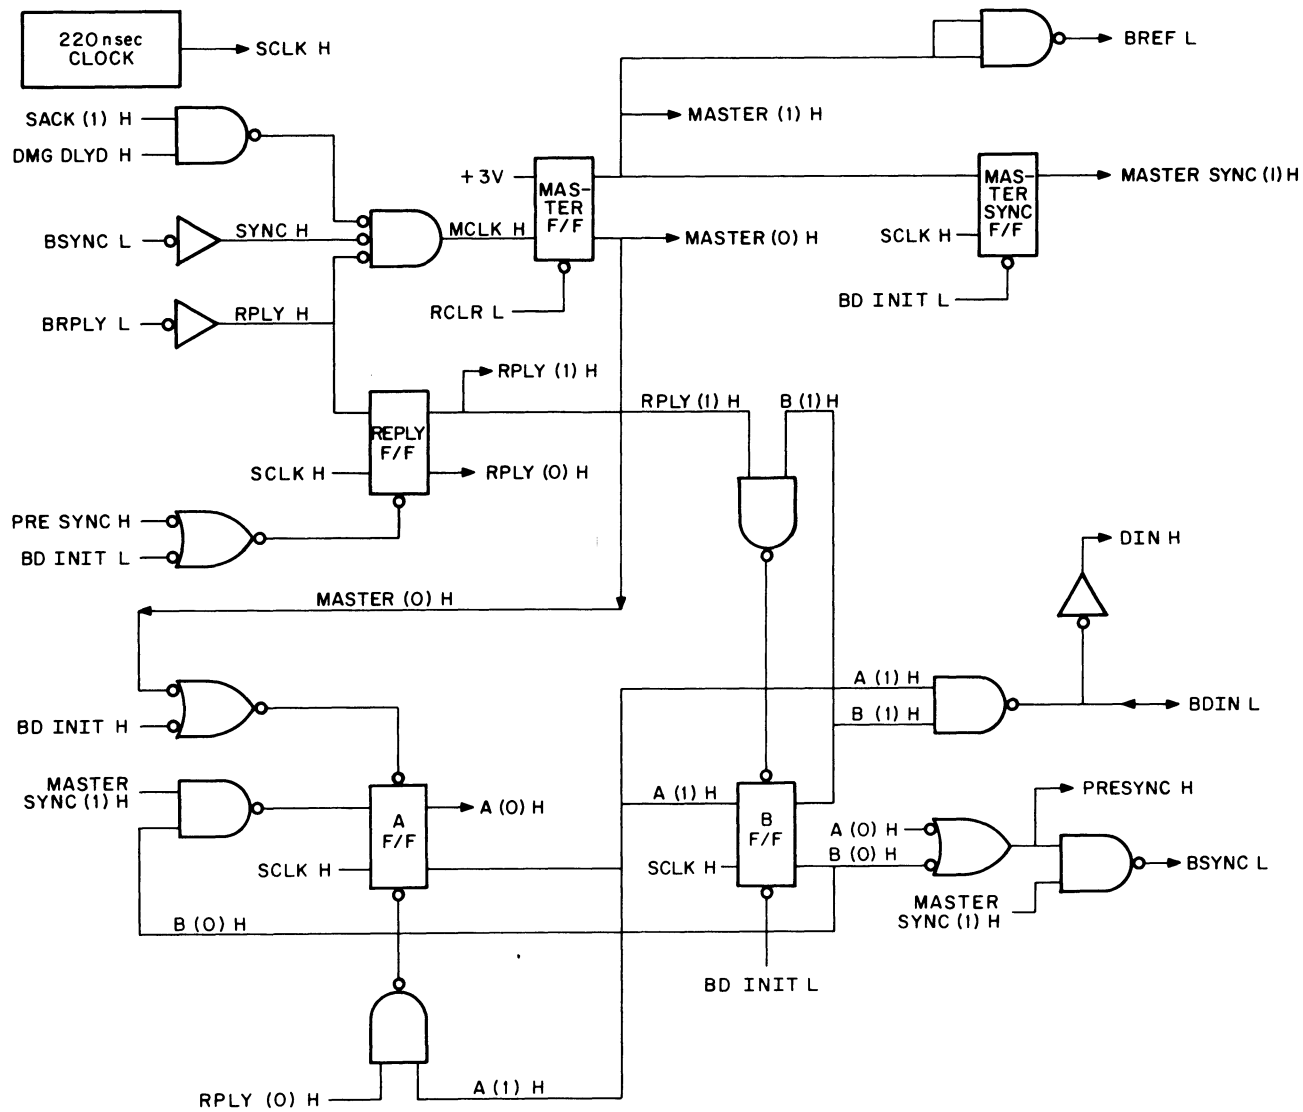 220 nsec
CLOCK
SCLK H
BREF L
SACK (1) H
DMG DLYD H
MASTER (1) H
+3V
MAS-
TER
F/F
MAS-
TER
SYNC
F/F
MASTER SYNC (1) H
BSYNC L
SYNC H
MCLK H
MASTER (0) H
SCLK H
BRPLY L
RPLY H
RCLR L
BD INIT L
RPLY (1) H
RPLY (1) H
B (1) H
REPLY
F/F
SCLK H
RPLY (0) H
PRE SYNC H
BD INIT L
DIN H
MASTER (0) H
A (1) H
BD INIT H
B (1) H
BDIN L
MASTER
SYNC (1) H
A (0) H
A (1) H
PRESYNC H
A
F/F
B
F/F
A (0) H
B (0) H
SCLK H
SCLK H
BSYNC L
MASTER
SYNC (1) H
B (0) H
BD INIT L
A (1) H
RPLY (0) H